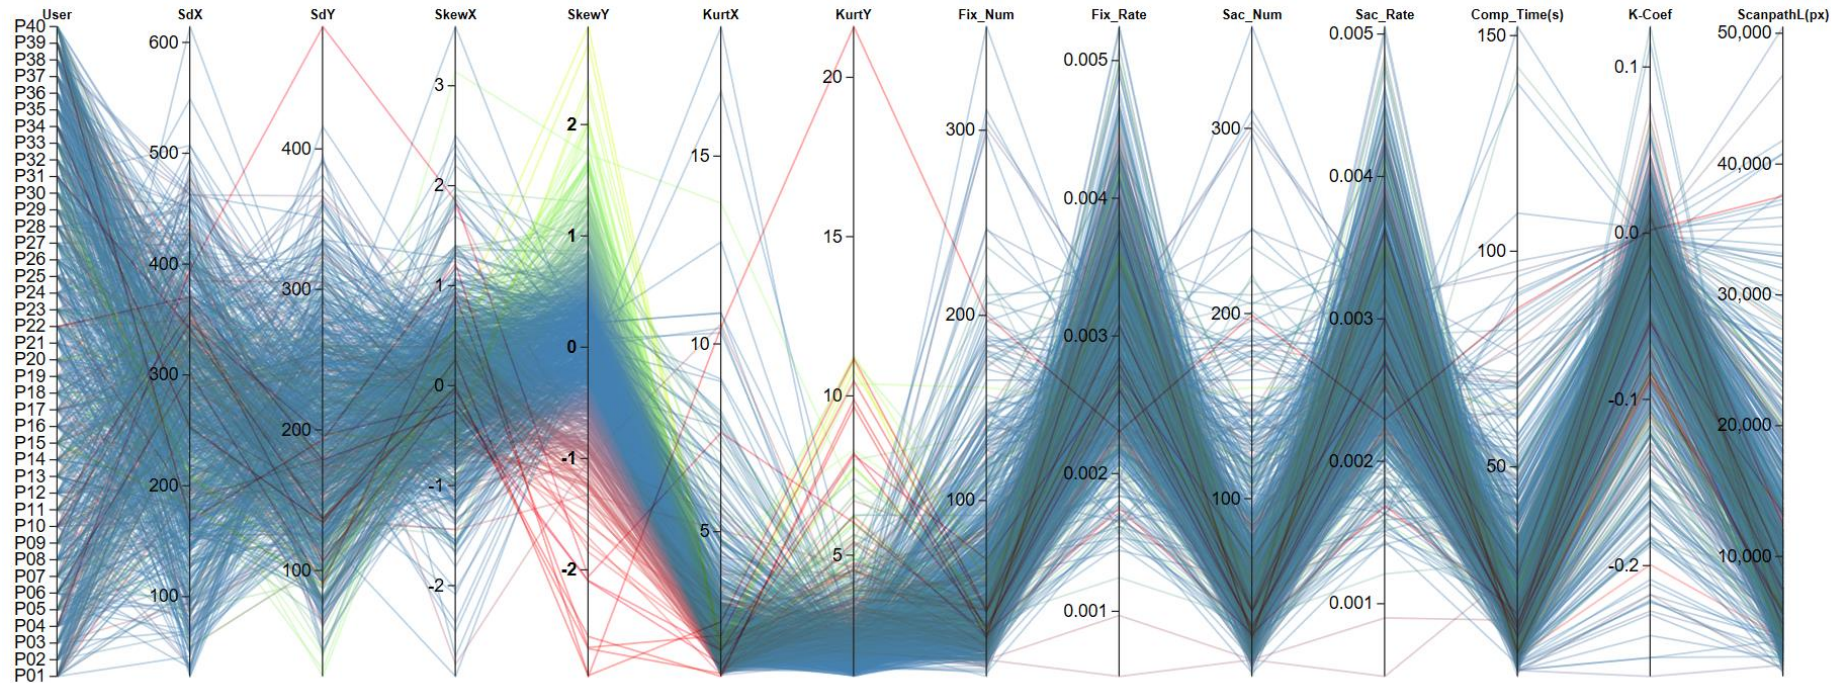 User SdX SdY SkewX SkewY KurtX KurtY Fix_Num Fix_Rate Sac_Num Sac_Rate Comp_Time(s) K-Coef ScanpathL(px)
P40
P39
P38
P37
P36
P35
P34
P33
P32
P31
P30
P29
P28
P27
P26
P25
P24
P23
P22
P21
P20
P19
P18
P17
P16
P15
P14
P13
P12
P11
P10
P09
P08
P07
P06
P05
P04
P03
P02
P01
600
500
400
300
200
100
400
300
200
100
3
2
1
0
-1
-2
2
1
0
-1
-2
15
10
5
20
15
10
5
300
200
100
0.005
0.004
0.003
0.002
0.001
300
200
100
0.005
0.004
0.003
0.002
0.001
150
100
50
0.1
0.0
-0.1
-0.2
50,000
40,000
30,000
20,000
10,000